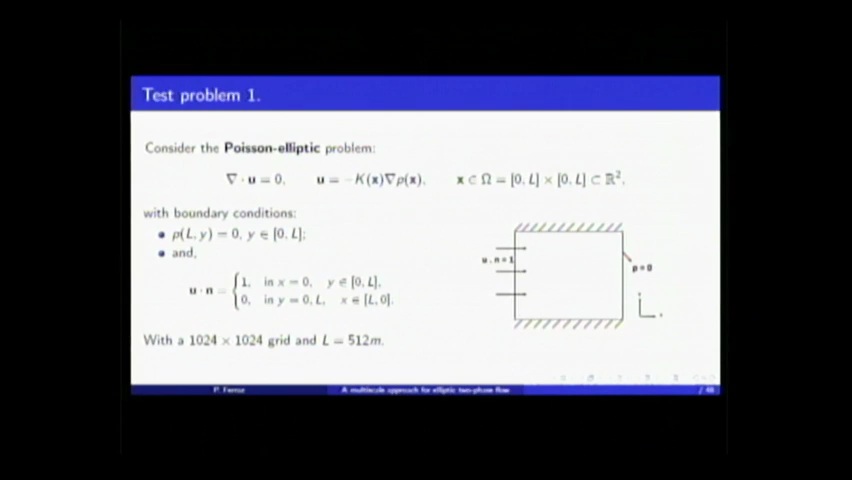 Test problem 1.
Consider the Poisson-elliptic problem:
∇ · u = 0, u = −K(x)∇p(x), x ⊂ Ω = [0, L] × [0, L] ⊂ ℝ².
with boundary conditions:
p(L, y) = 0, y ∈ [0, L];
and,
u · n = { 1, in x = 0, y ∈ [0, L],
0, in y = 0, L, x ∈ [L, 0].
u . n = 1
p = 0
With a 1024 × 1024 grid and L = 512m.
A multiscale approach for elliptic two-phase flow